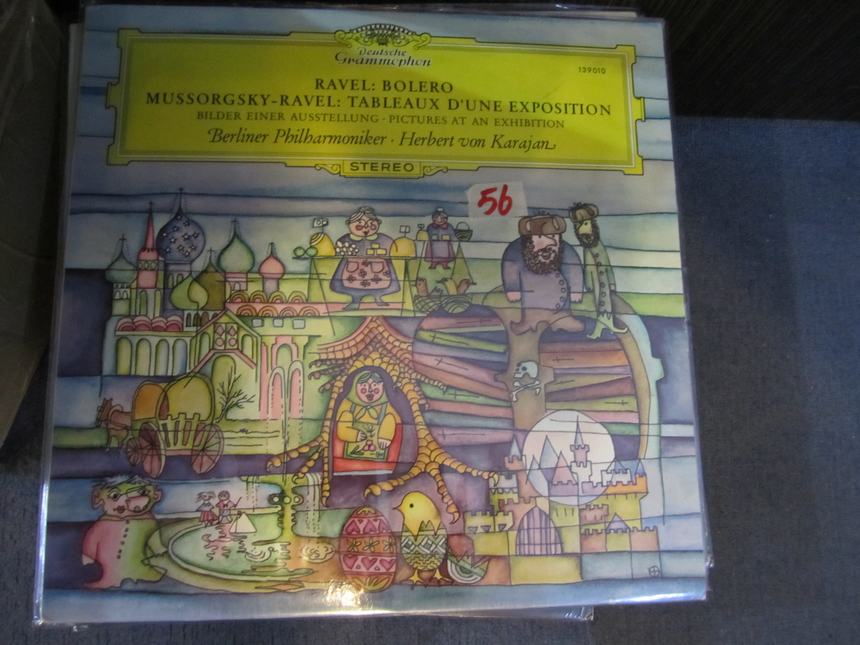 Deutsche
Grammophon
139010
RAVEL: BOLERO
MUSSORGSKY-RAVEL: TABLEAUX D'UNE EXPOSITION
BILDER EINER AUSSTELLUNG · PICTURES AT AN EXHIBITION
Berliner Philharmoniker · Herbert von Karajan
STEREO
56